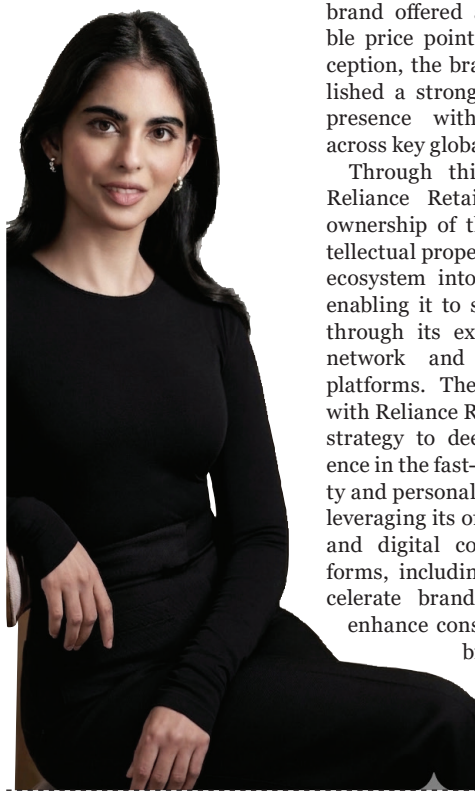 brand offered
ble price point
ception, the bra
lished a strong
presence with
across key globa
Through thi
Reliance Retai
ownership of t
tellectual prope
ecosystem into
enabling it to s
through its ex
network and
platforms. The
with Reliance R
strategy to dee
ence in the fast-
ty and personal
leveraging its o
and digital co
forms, includin
celerate brand
enhance cons
b